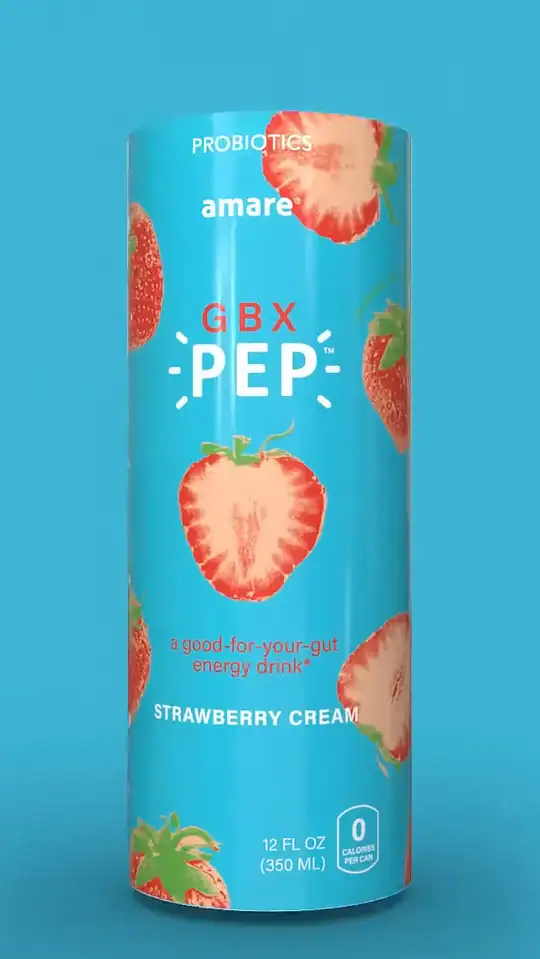 PROBIOTICS
amare®
GBX
PEP™
a good-for-your-gut
energy drink*
STRAWBERRY CREAM
12 FL OZ
(350 ML)
0
CALORIES
PER CAN